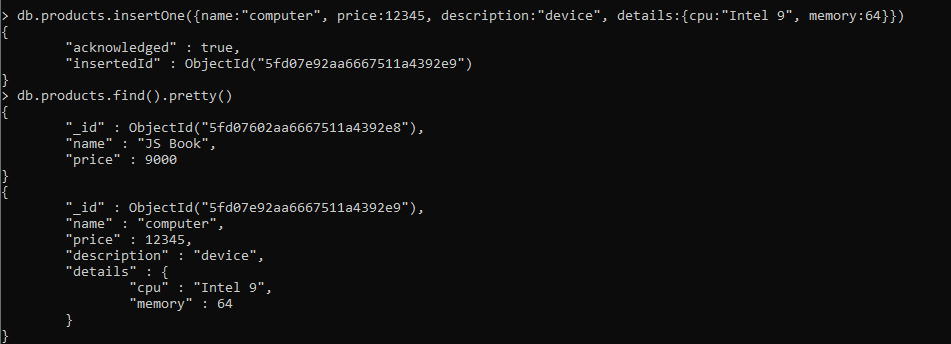 > db.products.insertOne({name:"computer", price:12345, description:"device", details:{cpu:"Intel 9", memory:64}})
{
        "acknowledged" : true,
        "insertedId" : ObjectId("5fd07e92aa6667511a4392e9")
}
> db.products.find().pretty()
{
        "_id" : ObjectId("5fd07602aa6667511a4392e8"),
        "name" : "JS Book",
        "price" : 9000
}
{
        "_id" : ObjectId("5fd07e92aa6667511a4392e9"),
        "name" : "computer",
        "price" : 12345,
        "description" : "device",
        "details" : {
                "cpu" : "Intel 9",
                "memory" : 64
        }
}